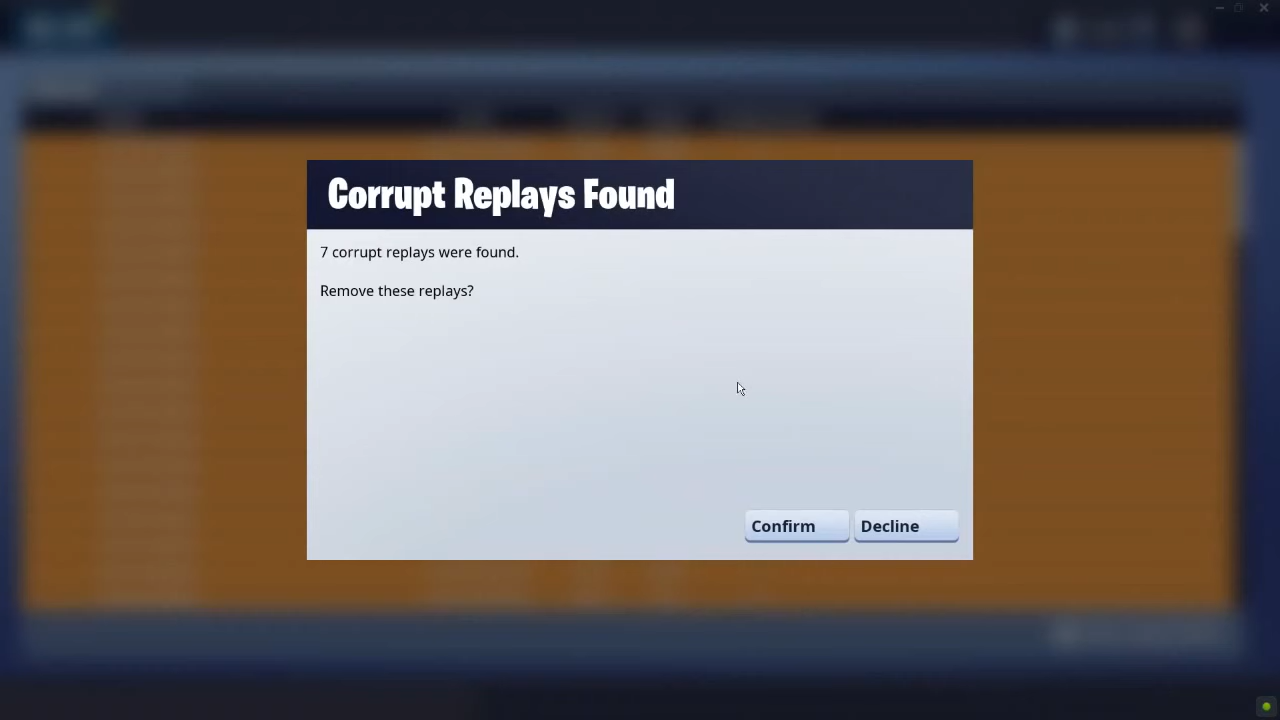 Corrupt Replays Found
7 corrupt replays were found.
Remove these replays?
Confirm
Decline